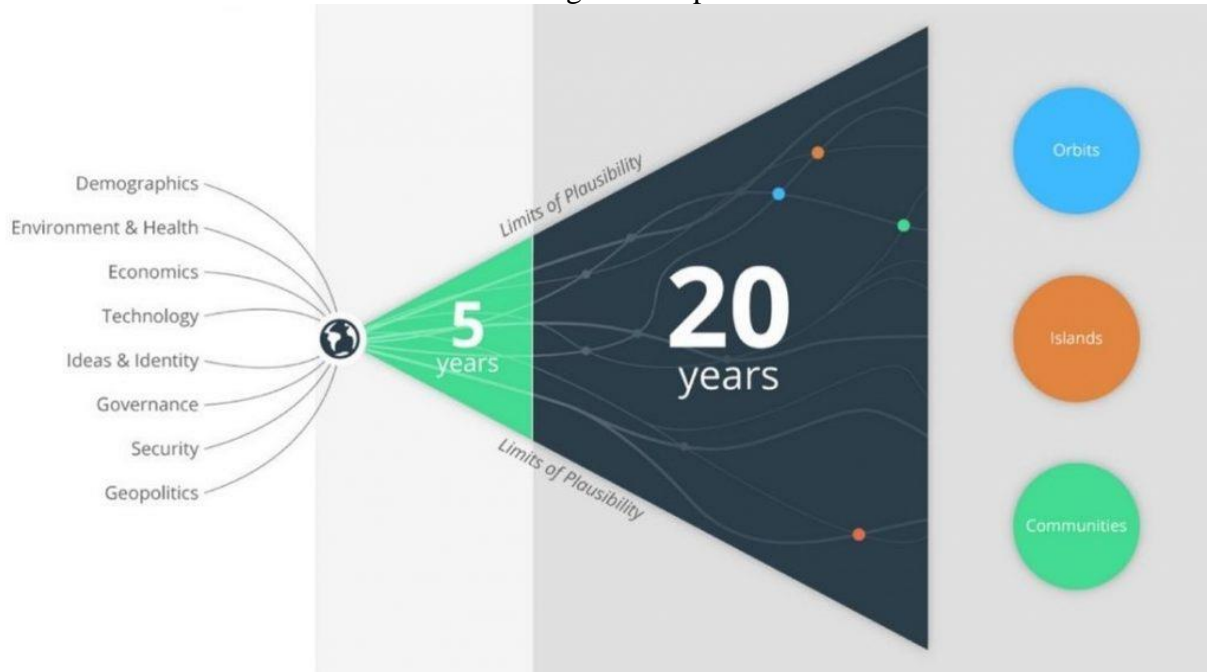 Demographics
Environment & Health
Economics
Technology
Ideas & Identity
Governance
Security
Geopolitics
Limits of Plausibility
5
years
20
years
Limits of Plausibility
Orbits
Islands
Communities